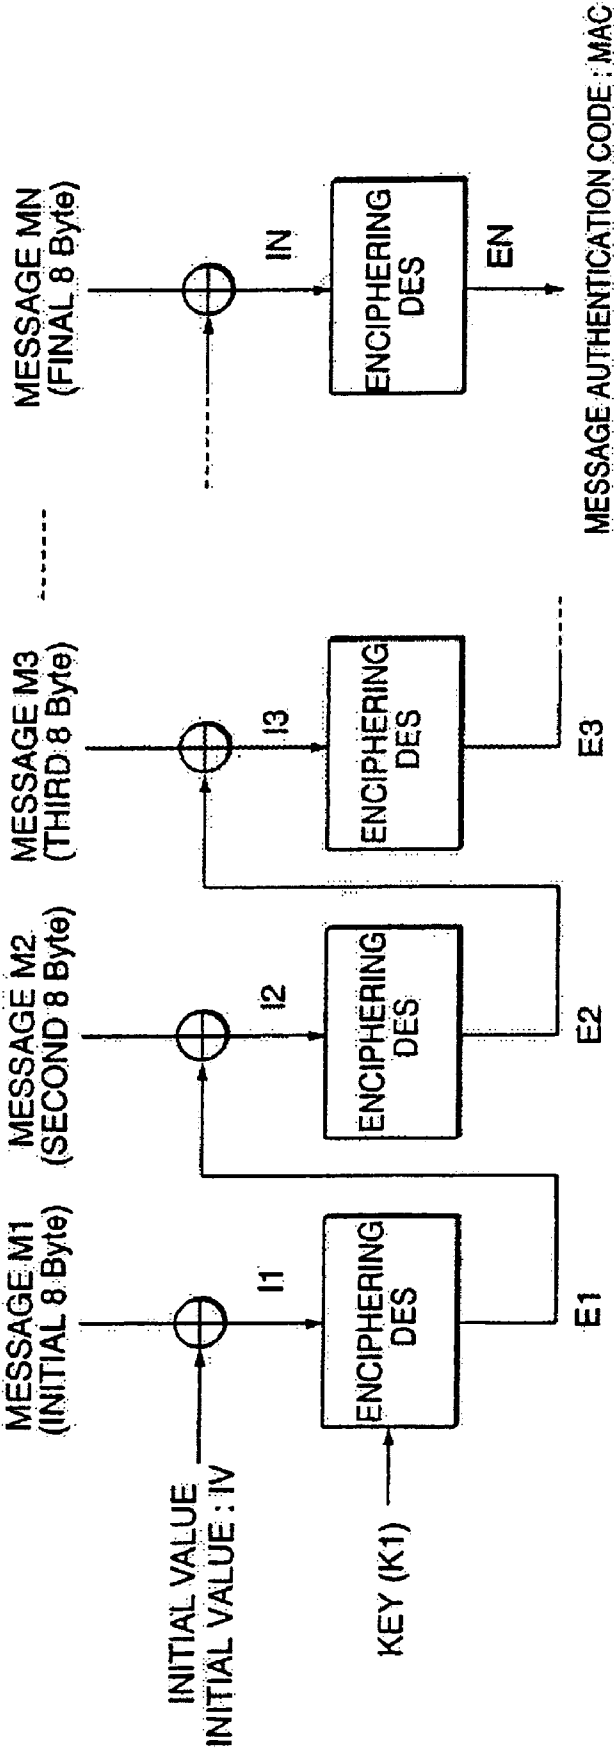 MESSAGE M1
(INITIAL 8 Byte)
MESSAGE M2
(SECOND 8 Byte)
MESSAGE M3
(THIRD 8 Byte)
MESSAGE MN
(FINAL 8 Byte)
INITIAL VALUE
INITIAL VALUE : IV
I1
I2
I3
IN
KEY (K1)
ENCIPHERING
DES
ENCIPHERING
DES
ENCIPHERING
DES
ENCIPHERING
DES
E1
E2
E3
EN
MESSAGE AUTHENTICATION CODE : MAC